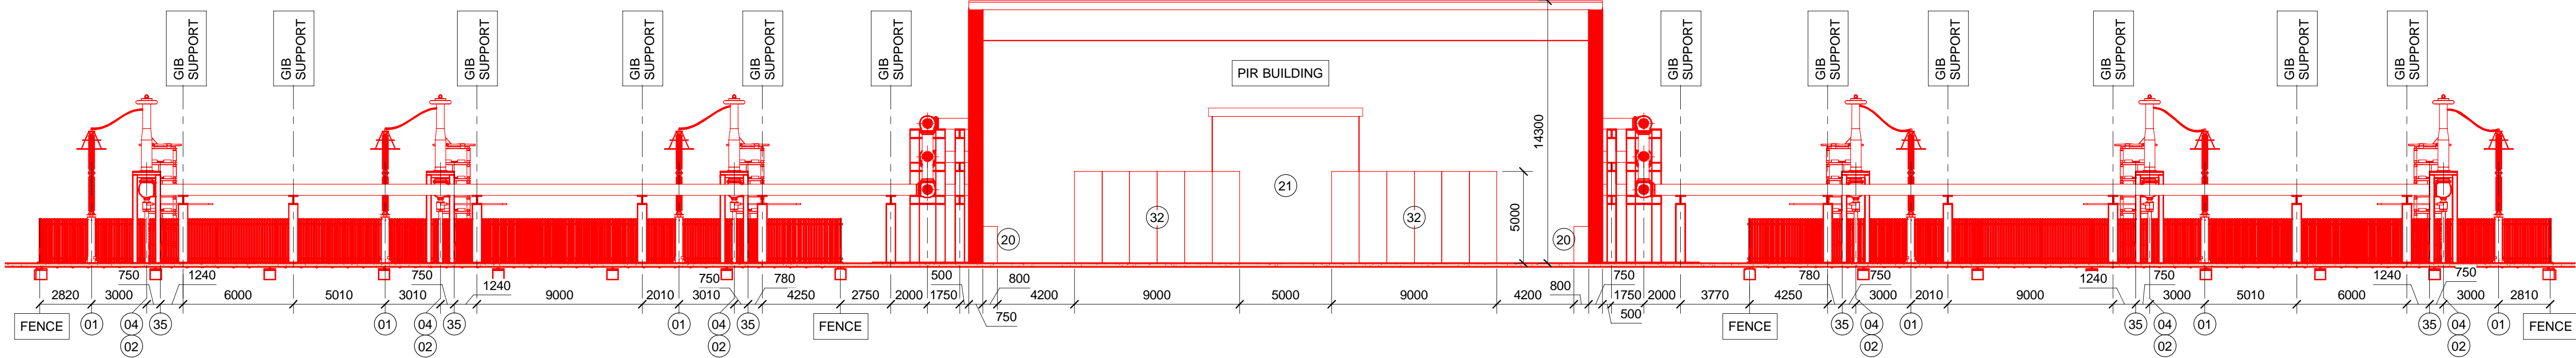 GIB
SUPPORT
GIB
SUPPORT
GIB
SUPPORT
GIB
SUPPORT
GIB
SUPPORT
GIB
SUPPORT
PIR BUILDING
GIB
SUPPORT
GIB
SUPPORT
GIB
SUPPORT
GIB
SUPPORT
GIB
SUPPORT
GIB
SUPPORT
14300
5000
21
32
32
20
20
750
1240
750
1240
750
780
500
800
750
800
750
500
780
750
1240
750
1240
750
2820
3000
6000
5010
3010
9000
2010
3010
4250
2750
2000
1750
4200
9000
5000
9000
4200
1750
2000
3770
4250
3000
2010
9000
3000
5010
6000
3000
2810
FENCE
01
04
35
01
04
35
01
04
35
FENCE
FENCE
35
04
01
35
04
01
35
04
01
FENCE
02
02
02
02
02
02